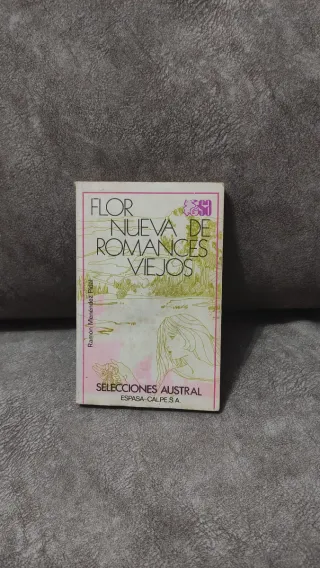 FLOR
NUEVA DE
ROMANCES
VIEJOS
Ramón Menéndez Pidal
SELECCIONES AUSTRAL
ESPASA-CALPE, S.A.